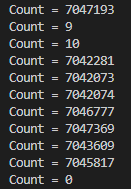 Count = 7047193
Count = 9
Count = 10
Count = 7042281
Count = 7042073
Count = 7042074
Count = 7046777
Count = 7047369
Count = 7043609
Count = 7045817
Count = 0